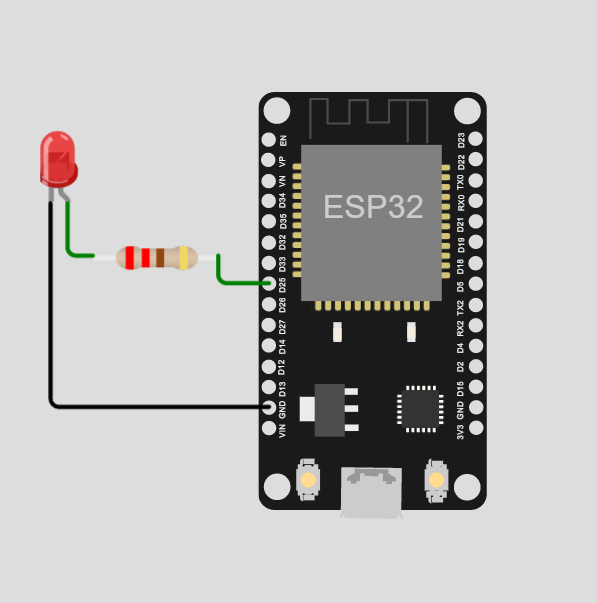 ESP32
EN
VP
VN
D34
D35
D32
D33
D25
D26
D27
D14
D12
D13
GND
VIN
D23
D22
TX0
RX0
D21
D19
D18
D5
TX2
RX2
D4
D2
D15
GND
3V3